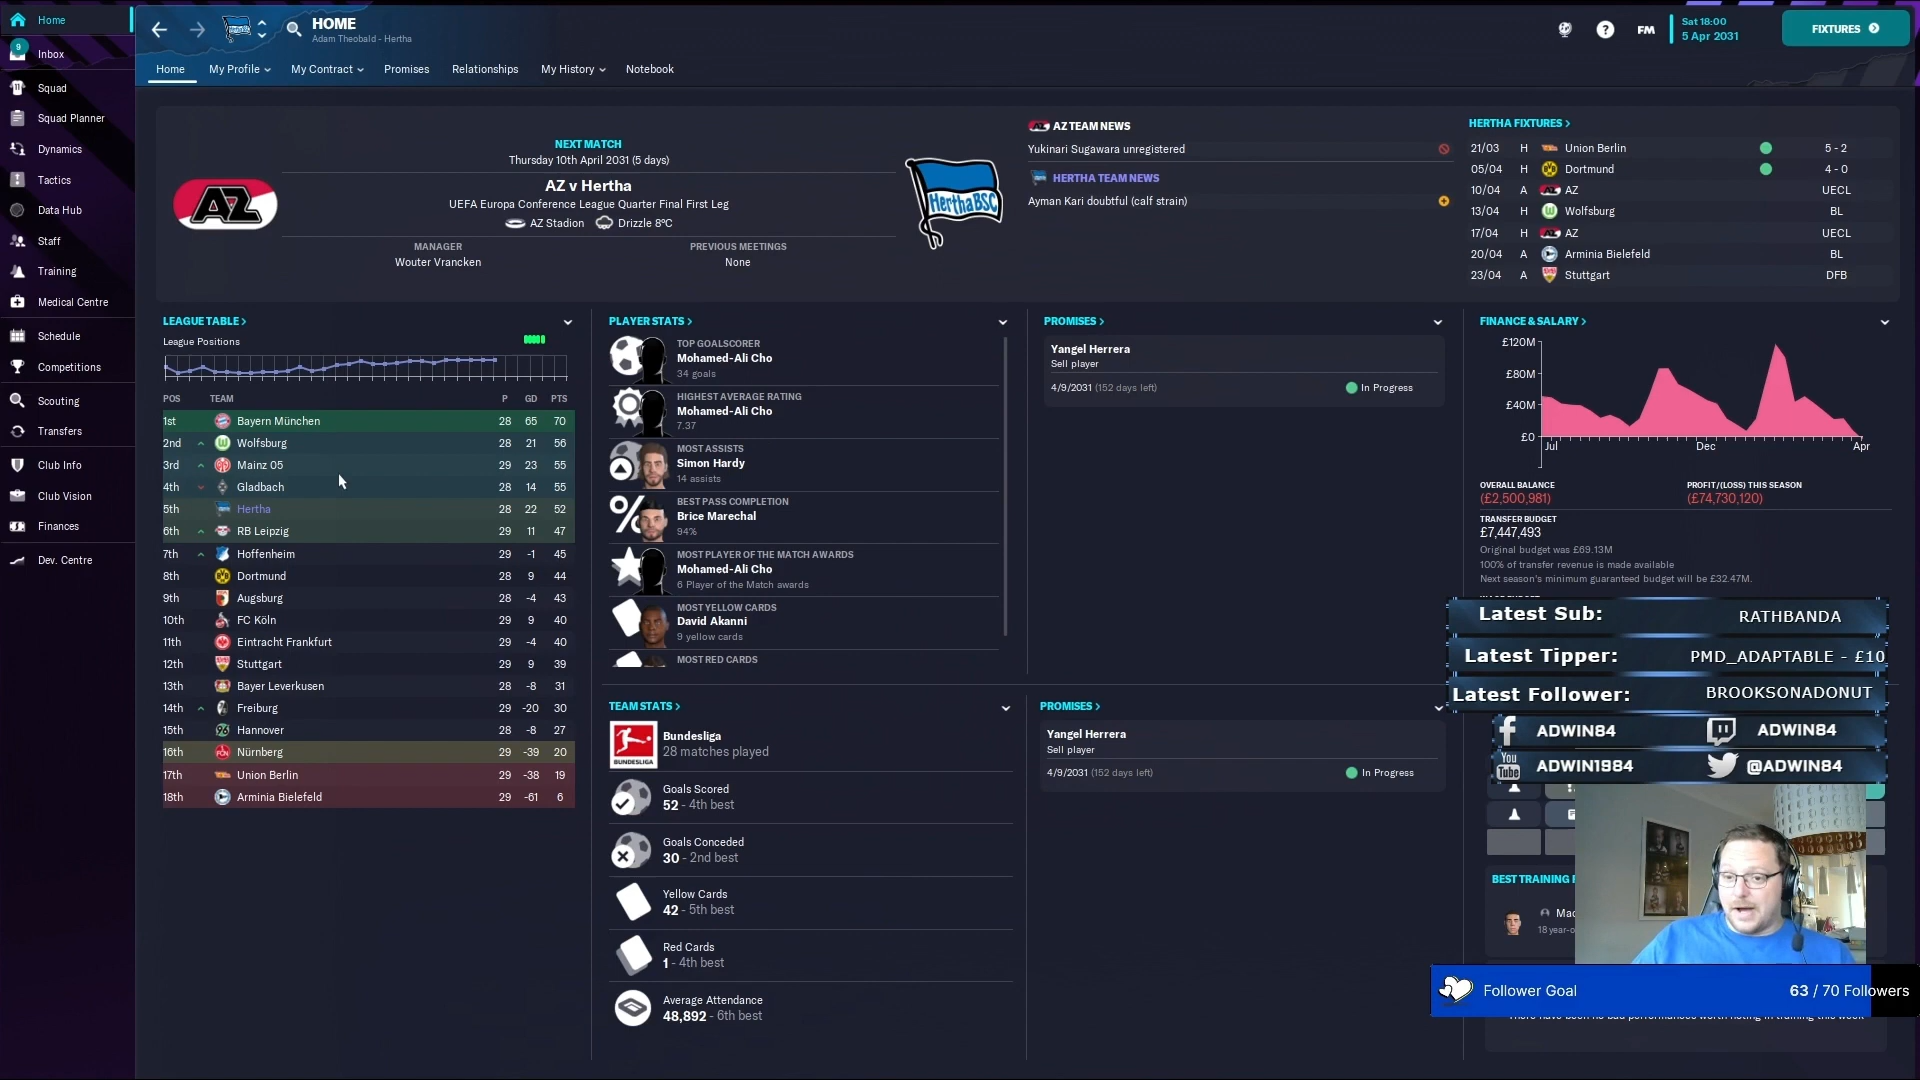 Home
9
Inbox
Squad
Squad Planner
Dynamics
Tactics
Data Hub
Staff
Training
Medical Centre
Schedule
Competitions
Scouting
Transfers
Club Info
Club Vision
Finances
Dev. Centre
HOME
Adam Theobald - Hertha
FM
Sat 18:00
5 Apr 2031
FIXTURES
Home My Profile My Contract Promises Relationships My History Notebook
NEXT MATCH
Thursday 10th April 2031 (5 days)
AZ v Hertha
UEFA Europa Conference League Quarter Final First Leg
AZ Stadion Drizzle 8°C
MANAGER
Wouter Vrancken
PREVIOUS MEETINGS
None
AZ
Hertha BSC
AZ TEAM NEWS
Yukinari Sugawara unregistered
HERTHA TEAM NEWS
Ayman Kari doubtful (calf strain)
HERTHA FIXTURES
21/03 H Union Berlin 5 - 2
05/04 H Dortmund 4 - 0
10/04 A AZ UECL
13/04 H Wolfsburg BL
17/04 H AZ UECL
20/04 A Arminia Bielefeld BL
23/04 A Stuttgart DFB
LEAGUE TABLE
League Positions
POS TEAM P GD PTS
1st Bayern München 28 65 70
2nd Wolfsburg 28 21 56
3rd Mainz 05 29 23 55
4th Gladbach 28 14 55
5th Hertha 28 22 52
6th RB Leipzig 29 11 47
7th Hoffenheim 29 -1 45
8th Dortmund 28 9 44
9th Augsburg 28 -4 43
10th FC Köln 29 9 40
11th Eintracht Frankfurt 29 -4 40
12th Stuttgart 29 9 39
13th Bayer Leverkusen 28 -8 31
14th Freiburg 29 -20 30
15th Hannover 28 -8 27
16th Nürnberg 29 -39 20
17th Union Berlin 29 -38 19
18th Arminia Bielefeld 29 -61 6
PLAYER STATS
TOP GOALSCORER
Mohamed-Ali Cho
34 goals
HIGHEST AVERAGE RATING
Mohamed-Ali Cho
7.37
MOST ASSISTS
Simon Hardy
14 assists
BEST PASS COMPLETION
Brice Marechal
94%
MOST PLAYER OF THE MATCH AWARDS
Mohamed-Ali Cho
6 Player of the Match awards
MOST YELLOW CARDS
David Akanni
9 yellow cards
MOST RED CARDS
TEAM STATS
BUNDESLIGA
Bundesliga
28 matches played
Goals Scored
52 - 4th best
Goals Conceded
30 - 2nd best
Yellow Cards
42 - 5th best
Red Cards
1 - 4th best
Average Attendance
48,892 - 6th best
PROMISES
Yangel Herrera
Sell player
4/9/2031 (152 days left) In Progress
PROMISES
Yangel Herrera
Sell player
4/9/2031 (152 days left) In Progress
FINANCE & SALARY
£120M
£80M
£40M
£0
Jul Dec Apr
OVERALL BALANCE
(£2,500,981)
PROFIT/(LOSS) THIS SEASON
(£74,730,120)
TRANSFER BUDGET
£7,447,493
Original budget was £69.13M
100% of transfer revenue is made available
Next season's minimum guaranteed budget will be £32.47M.
Latest Sub: RATHBANDA
Latest Tipper: PMD_ADAPTABLE - £10
Latest Follower: BROOKSONADONUT
ADWIN84 ADWIN84
You Tube ADWIN1984 @ADWIN84
BEST TRAINING
18 year-o
Follower Goal 63 / 70 Followers